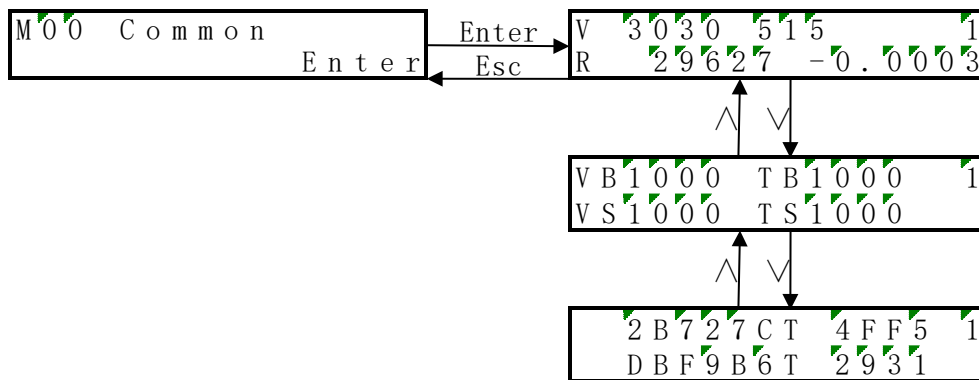 M00 Common
Enter
Enter
Esc
V 3030 515 1
R 29627 -0.0003
∧ ∨
VB1000 TB1000 1
VS1000 TS1000
∧ ∨
2B727CT 4FF5 1
DBF9B6T 2931